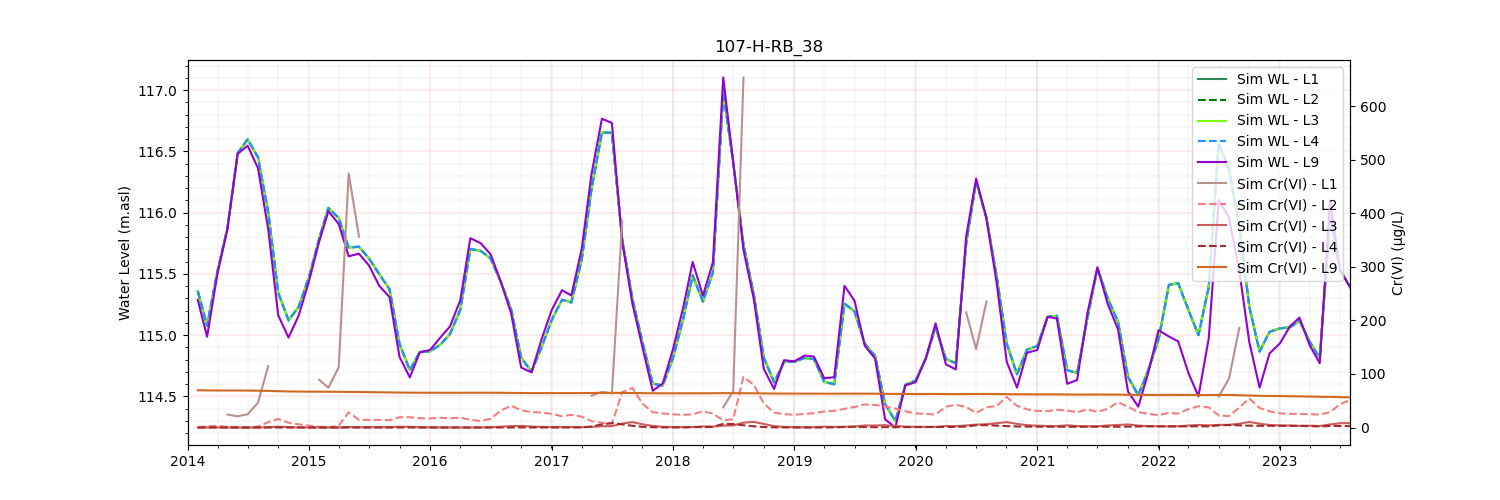 107-H-RB_38
117.0
116.5
116.0
115.5
115.0
114.5
Water Level (m.asl)
600
500
400
300
200
100
0
Cr(VI) (µg/L)
Sim WL - L1
Sim WL - L2
Sim WL - L3
Sim WL - L4
Sim WL - L9
Sim Cr(VI) - L1
Sim Cr(VI) - L2
Sim Cr(VI) - L3
Sim Cr(VI) - L4
Sim Cr(VI) - L9
2014 2015 2016 2017 2018 2019 2020 2021 2022 2023